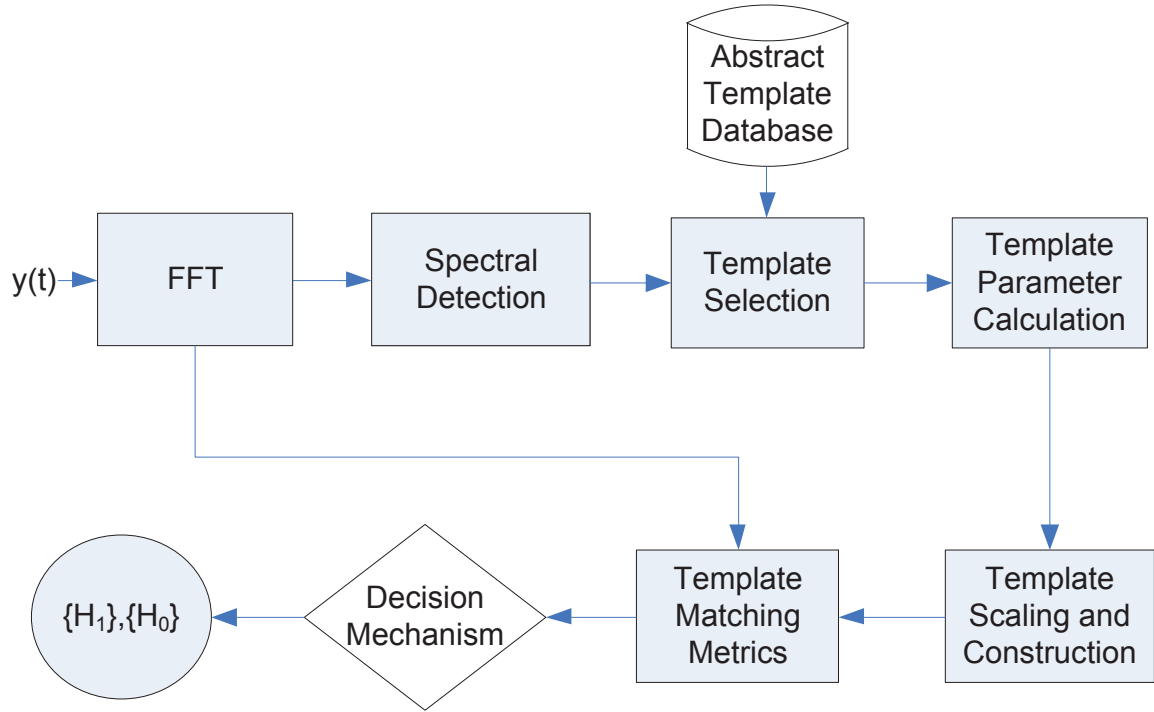 Abstract
Template
Database
y(t)
FFT
Spectral
Detection
Template
Selection
Template
Parameter
Calculation
{H₁},{H₀}
Decision
Mechanism
Template
Matching
Metrics
Template
Scaling and
Construction